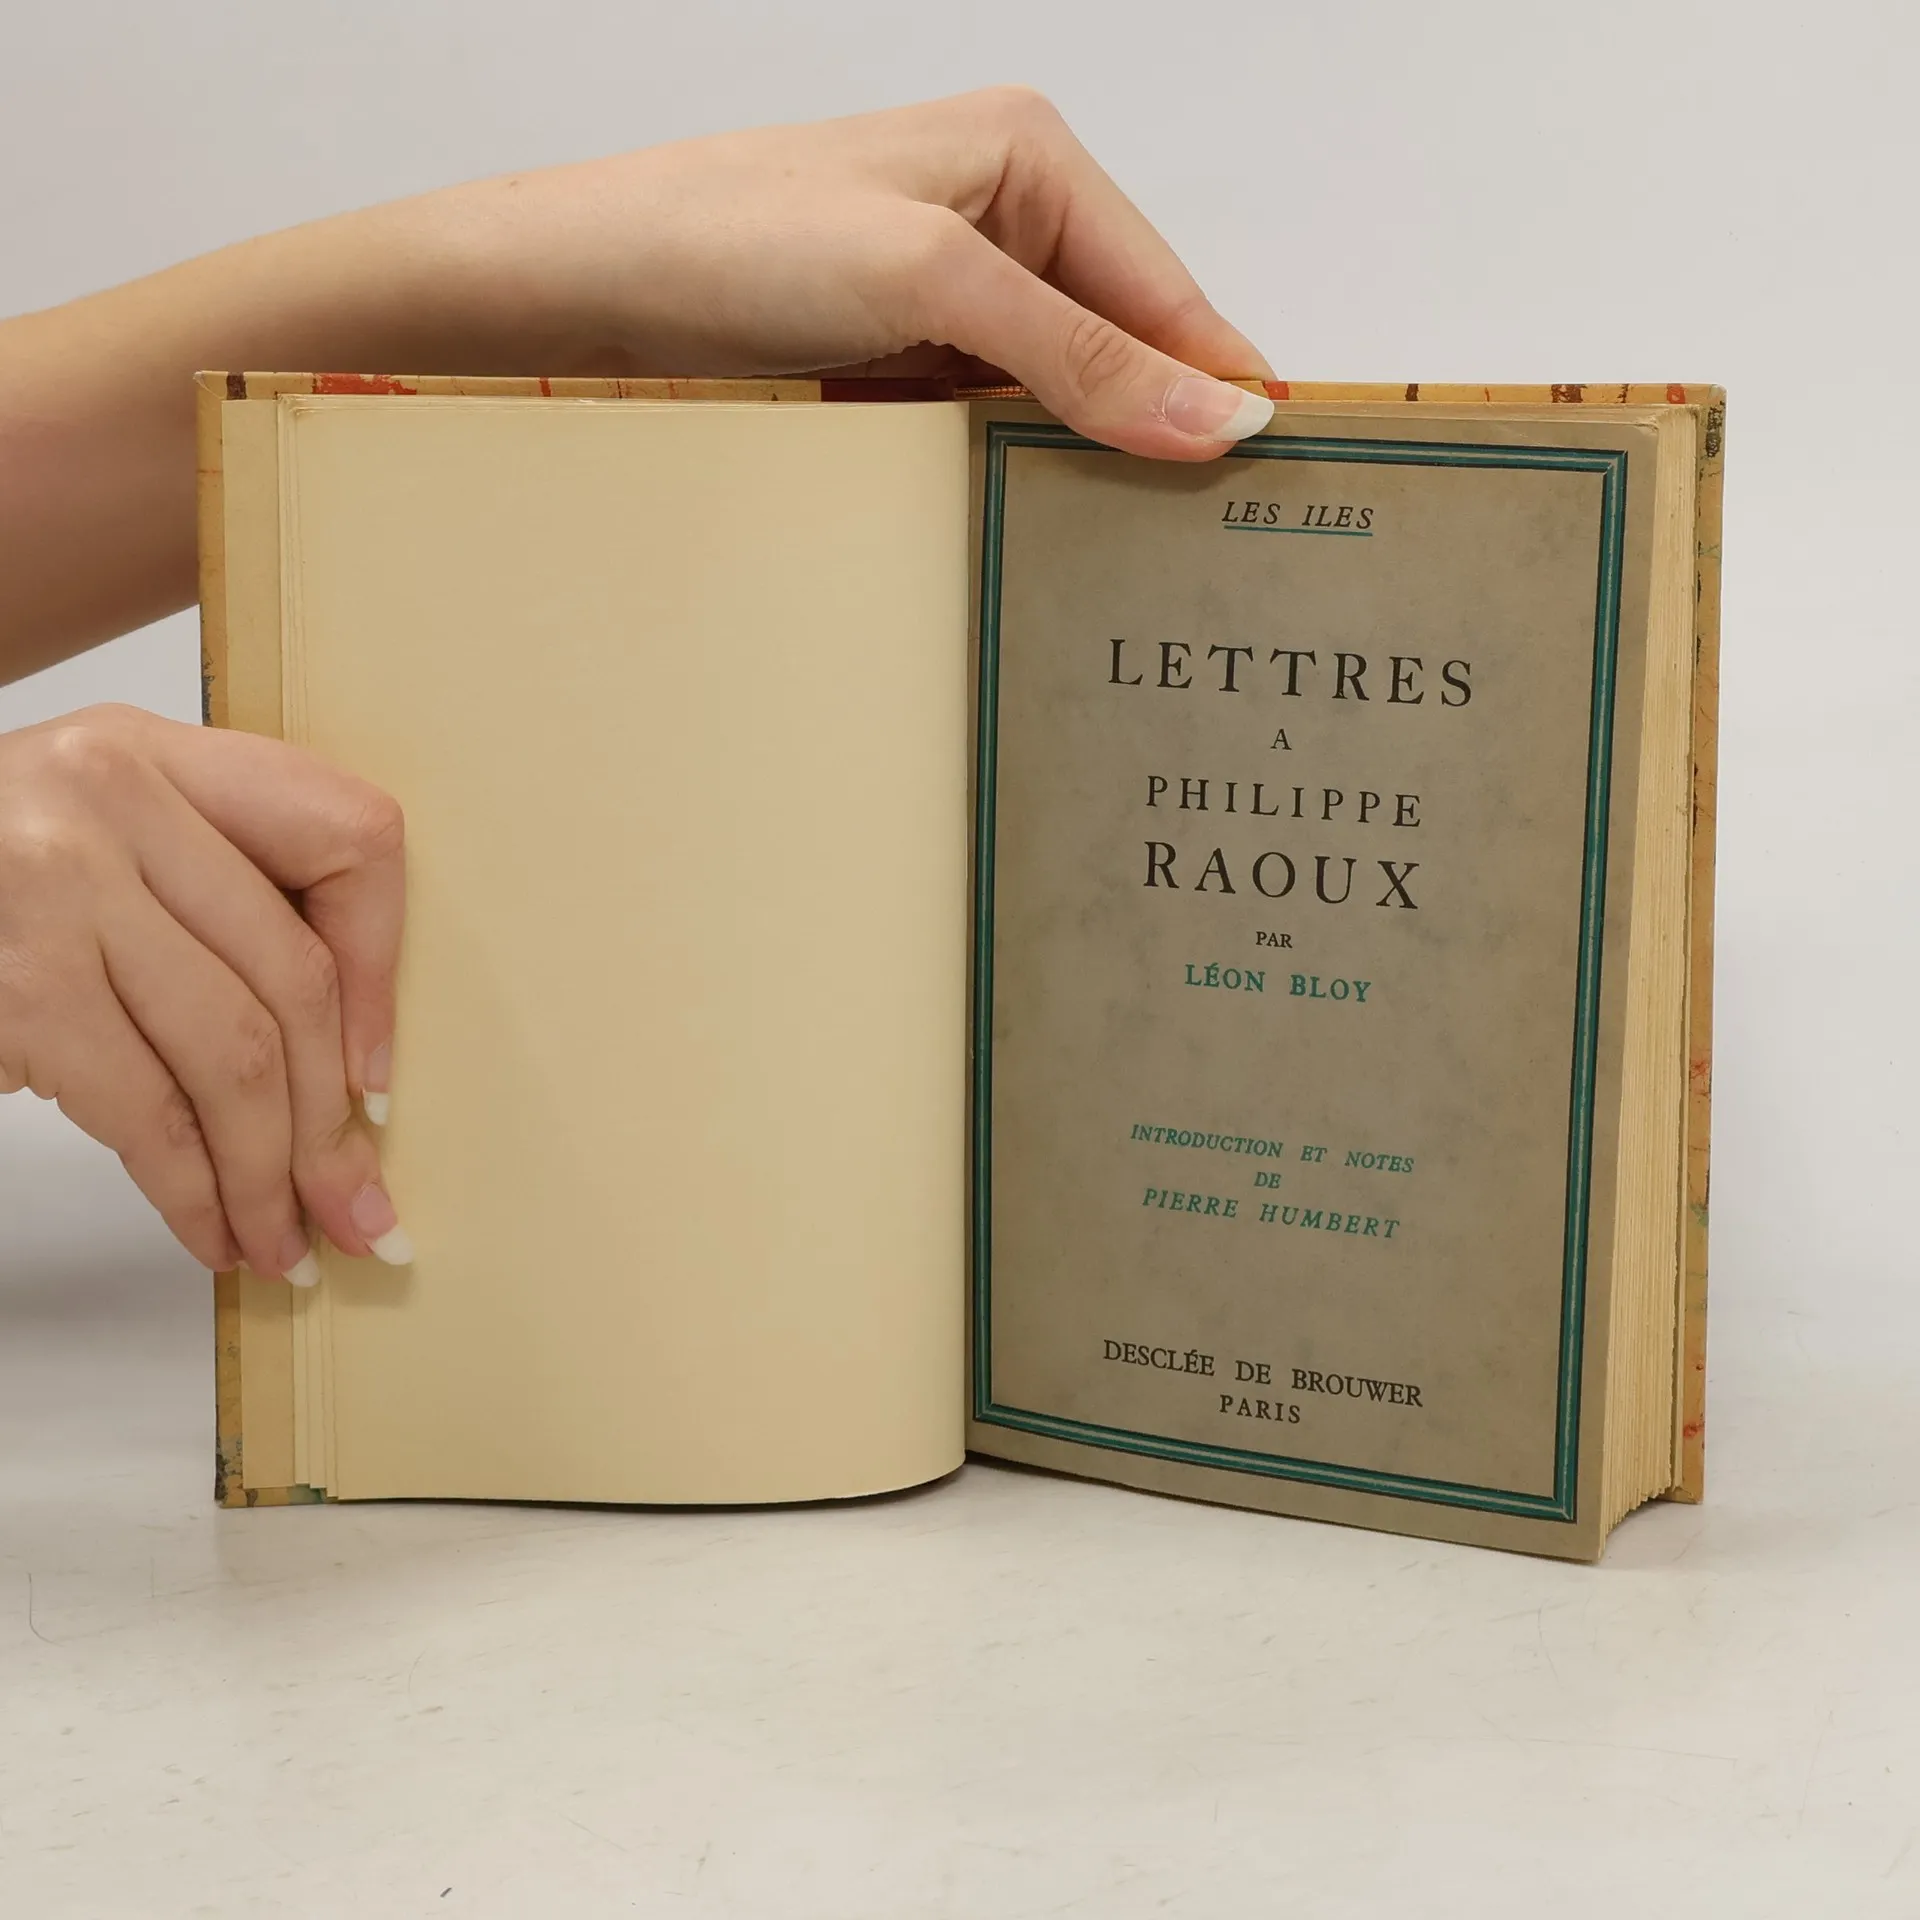 LES ILES
LETTRES
A
PHILIPPE
RAOUX
PAR
LÉON BLOY
INTRODUCTION ET NOTES
DE
PIERRE HUMBERT
DESCLÉE DE BROUWER
PARIS